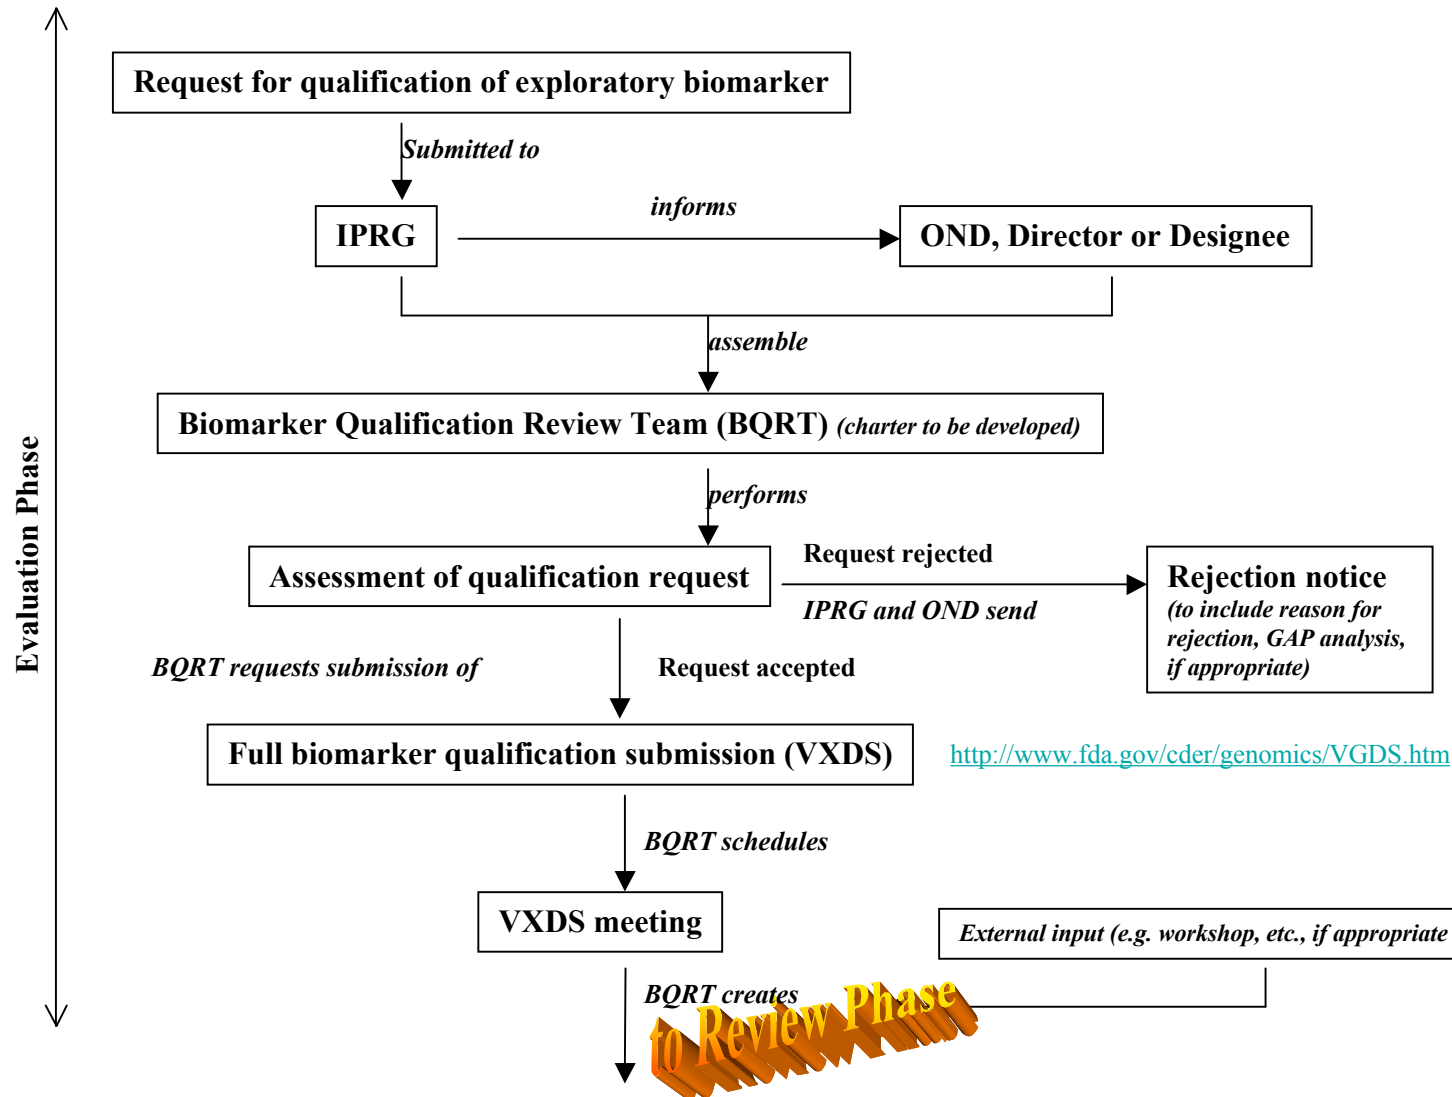 Evaluation Phase
Request for qualification of exploratory biomarker
Submitted to
IPRG
informs
OND, Director or Designee
assemble
Biomarker Qualification Review Team (BQRT) (charter to be developed)
performs
Assessment of qualification request
Request rejected
IPRG and OND send
Rejection notice
(to include reason for
rejection, GAP analysis,
if appropriate)
BQRT requests submission of
Request accepted
Full biomarker qualification submission (VXDS)
http://www.fda.gov/cder/genomics/VGDS.htm
BQRT schedules
VXDS meeting
External input (e.g. workshop, etc., if appropriate
BQRT creates
to Review Phase